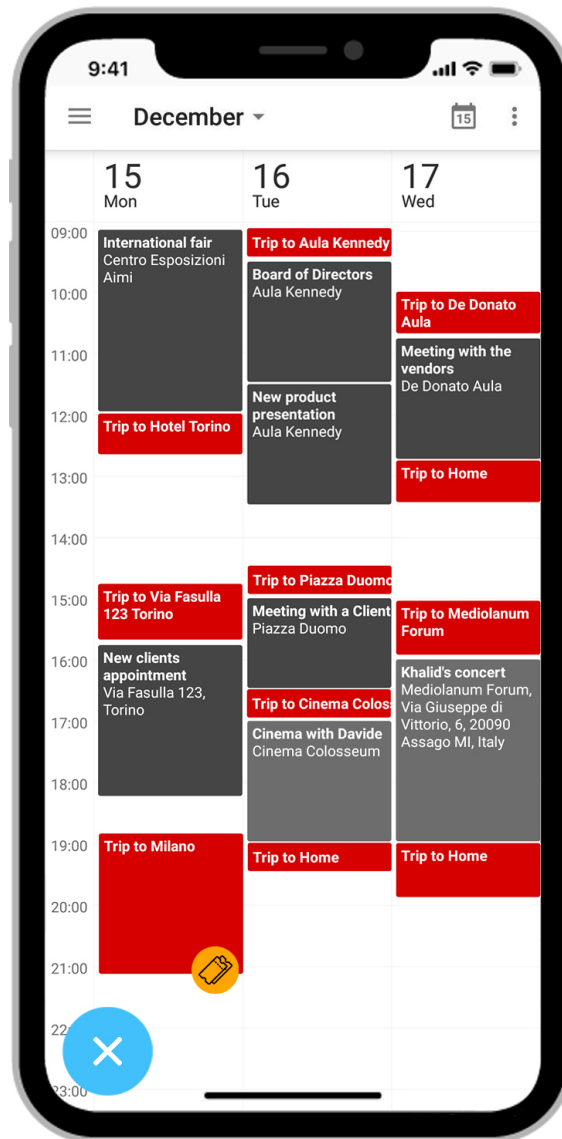 9:41
December
15
15
Mon
16
Tue
17
Wed
09:00
10:00
11:00
12:00
13:00
14:00
15:00
16:00
17:00
18:00
19:00
20:00
21:00
22:
23:00
International fair
Centro Esposizioni
Aimi
Trip to Hotel Torino
Trip to Via Fasulla
123 Torino
New clients
appointment
Via Fasulla 123,
Torino
Trip to Milano
Trip to Aula Kennedy
Board of Directors
Aula Kennedy
New product
presentation
Aula Kennedy
Trip to Piazza Duomo
Meeting with a Client
Piazza Duomo
Trip to Cinema Colos
Cinema with Davide
Cinema Colosseum
Trip to Home
Trip to De Donato
Aula
Meeting with the
vendors
De Donato Aula
Trip to Home
Trip to Mediolanum
Forum
Khalid's concert
Mediolanum Forum,
Via Giuseppe di
Vittorio, 6, 20090
Assago MI, Italy
Trip to Home